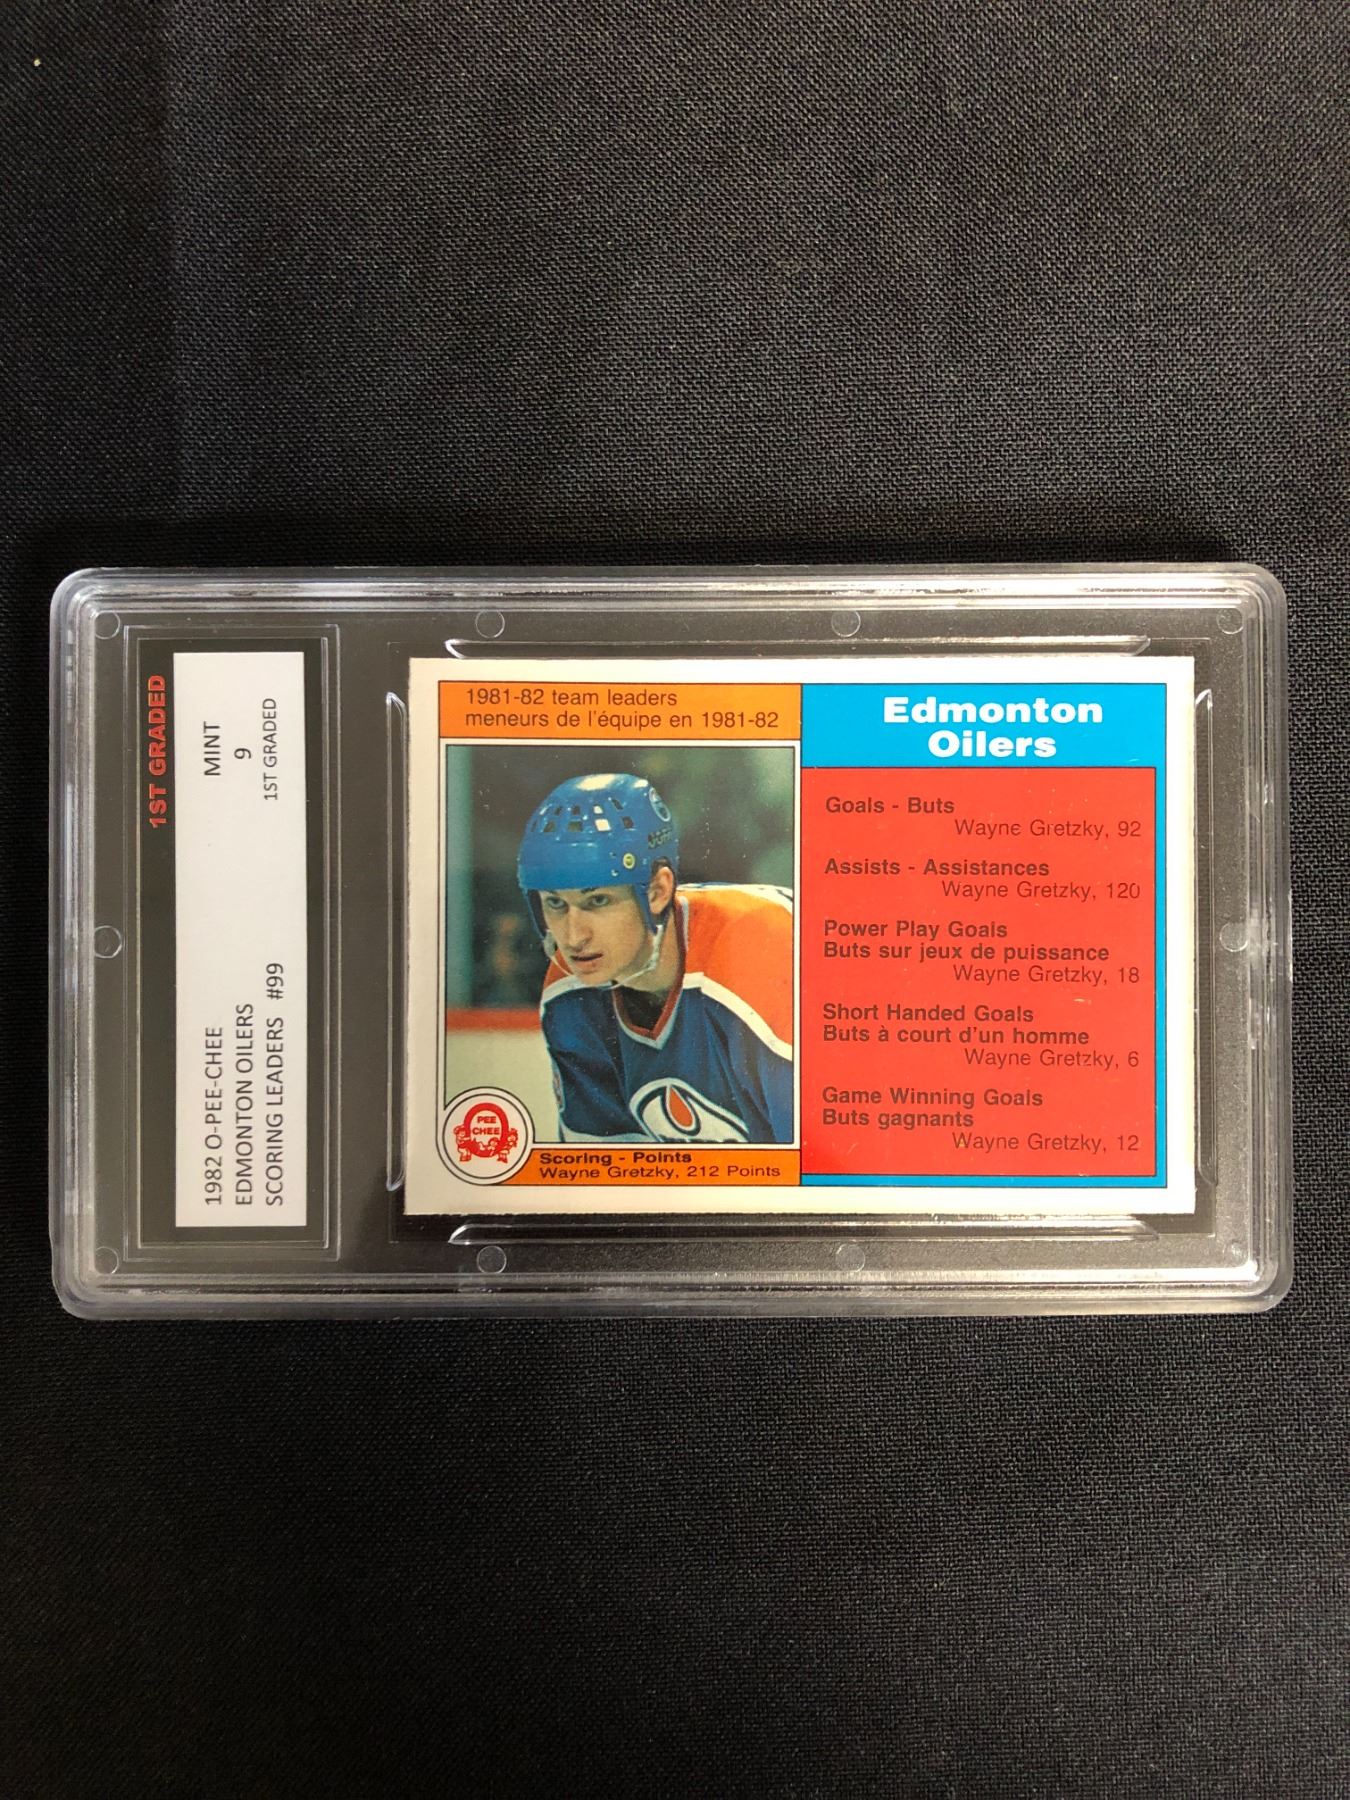 1ST GRADED
MINT
9
1ST GRADED
1982 O-PEE-CHEE
EDMONTON OILERS
SCORING LEADERS #99
1981-82 team leaders
meneurs de l'équipe en 1981-82
PEE
CHEE
Scoring - Points
Wayne Gretzky, 212 Points
Edmonton
Oilers
Goals - Buts
Wayne Gretzky, 92
Assists - Assistances
Wayne Gretzky, 120
Power Play Goals
Buts sur jeux de puissance
Wayne Gretzky, 18
Short Handed Goals
Buts à court d'un homme
Wayne Gretzky, 6
Game Winning Goals
Buts gagnants
Wayne Gretzky, 12